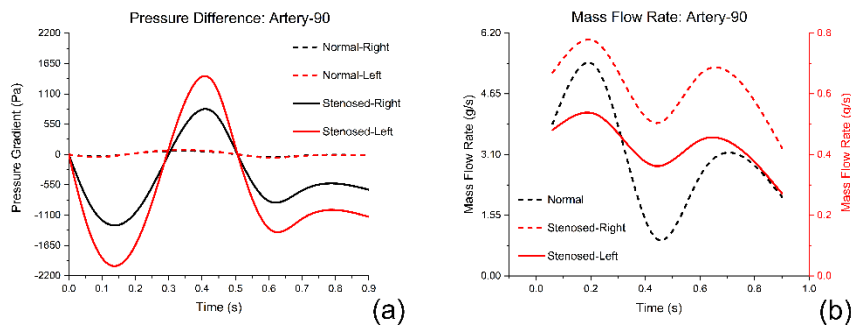 Pressure Difference: Artery-90
Pressure Gradient (Pa)
2200
1650
1100
550
0
-550
-1100
-1650
-2200
Normal-Right
Normal-Left
Stenosed-Right
Stenosed-Left
0.0 0.1 0.2 0.3 0.4 0.5 0.6 0.7 0.8 0.9
Time (s)
(a)
Mass Flow Rate: Artery-90
Mass Flow Rate (g/s)
6.20
4.65
3.10
1.55
0.00
Normal
Stenosed-Right
Stenosed-Left
0.0 0.2 0.4 0.6 0.8 1.0
Time (s)
0.8
0.6
0.4
0.2
0.0
Mass Flow Rate (g/s)
(b)